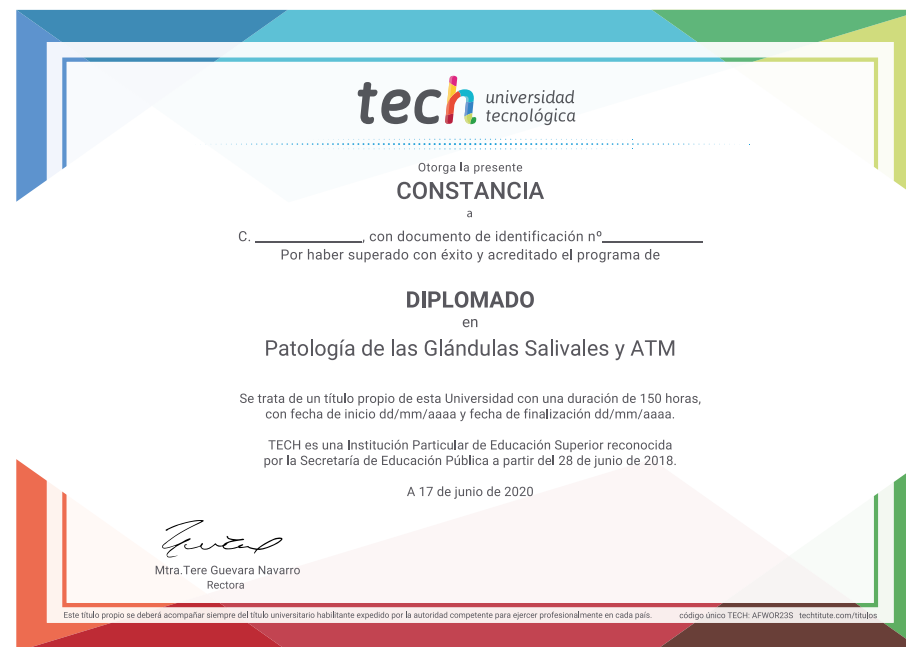 tech universidad
tecnológica
Otorga la presente
CONSTANCIA
a
C. ____________, con documento de identificación nº____________
Por haber superado con éxito y acreditado el programa de
DIPLOMADO
en
Patología de las Glándulas Salivales y ATM
Se trata de un título propio de esta Universidad con una duración de 150 horas,
con fecha de inicio dd/mm/aaaa y fecha de finalización dd/mm/aaaa.
TECH es una Institución Particular de Educación Superior reconocida
por la Secretaría de Educación Pública a partir del 28 de junio de 2018.
A 17 de junio de 2020
Mtra.Tere Guevara Navarro
Rectora
Este título propio se deberá acompañar siempre del título universitario habilitante expedido por la autoridad competente para ejercer profesionalmente en cada país. código único TECH: AFWOR23S techtitute.com/titulos